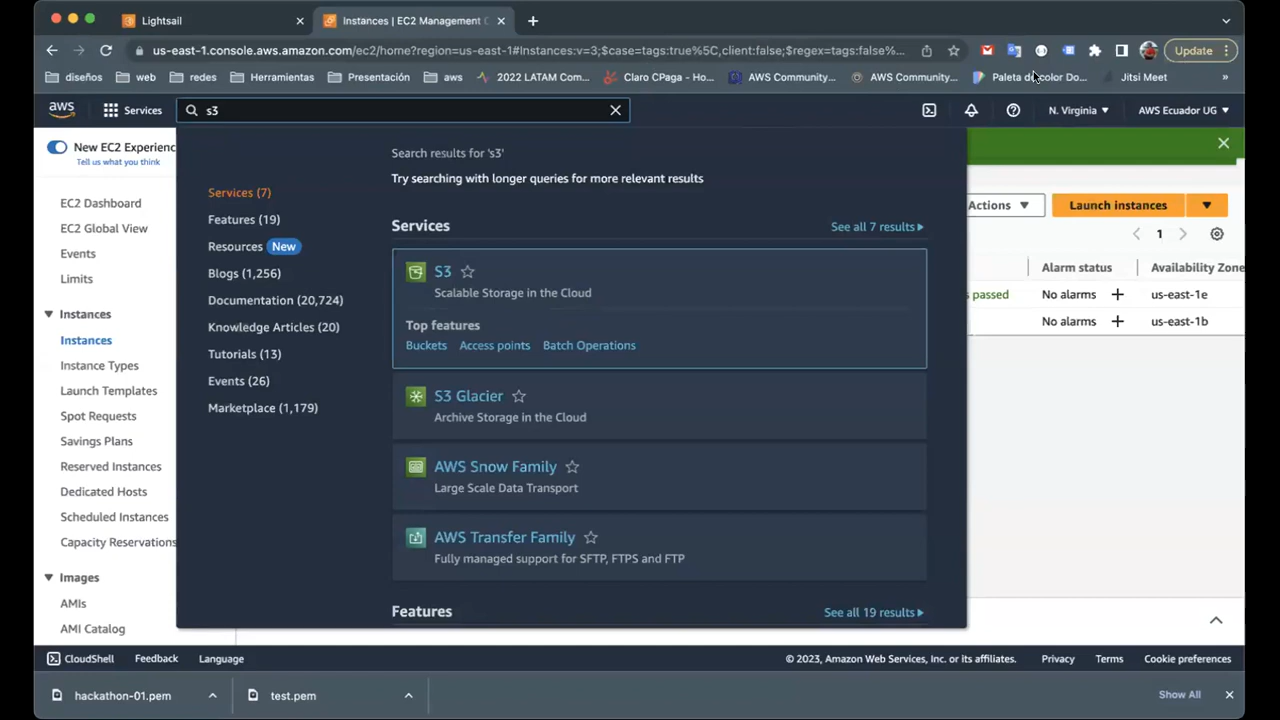 Lightsail
Instances | EC2 Management C
us-east-1.console.aws.amazon.com/ec2/home?region=us-east-1#Instances:v=3;$case=tags:true%5C,client:false;$regex=tags:false%...
Update
diseños
web
redes
Herramientas
Presentación
aws
2022 LATAM Com...
Claro CPaga - Ho...
AWS Community...
AWS Community...
Paleta de color Do...
Jitsi Meet
»
aws
Services
s3
N. Virginia
AWS Ecuador UG
New EC2 Experienc
Tell us what you think
EC2 Dashboard
EC2 Global View
Events
Limits
Instances
Instances
Instance Types
Launch Templates
Spot Requests
Savings Plans
Reserved Instances
Dedicated Hosts
Scheduled Instances
Capacity Reservations
Images
AMIs
AMI Catalog
Services (7)
Features (19)
Resources New
Blogs (1,256)
Documentation (20,724)
Knowledge Articles (20)
Tutorials (13)
Events (26)
Marketplace (1,179)
Search results for 's3'
Try searching with longer queries for more relevant results
Services
See all 7 results
S3
Scalable Storage in the Cloud
Top features
Buckets Access points Batch Operations
S3 Glacier
Archive Storage in the Cloud
AWS Snow Family
Large Scale Data Transport
AWS Transfer Family
Fully managed support for SFTP, FTPS and FTP
Features
See all 19 results
Actions
Launch instances
1
Alarm status
Availability Zone
s passed
No alarms +
us-east-1e
No alarms +
us-east-1b
CloudShell
Feedback
Language
© 2023, Amazon Web Services, Inc. or its affiliates.
Privacy
Terms
Cookie preferences
hackathon-01.pem
test.pem
Show All